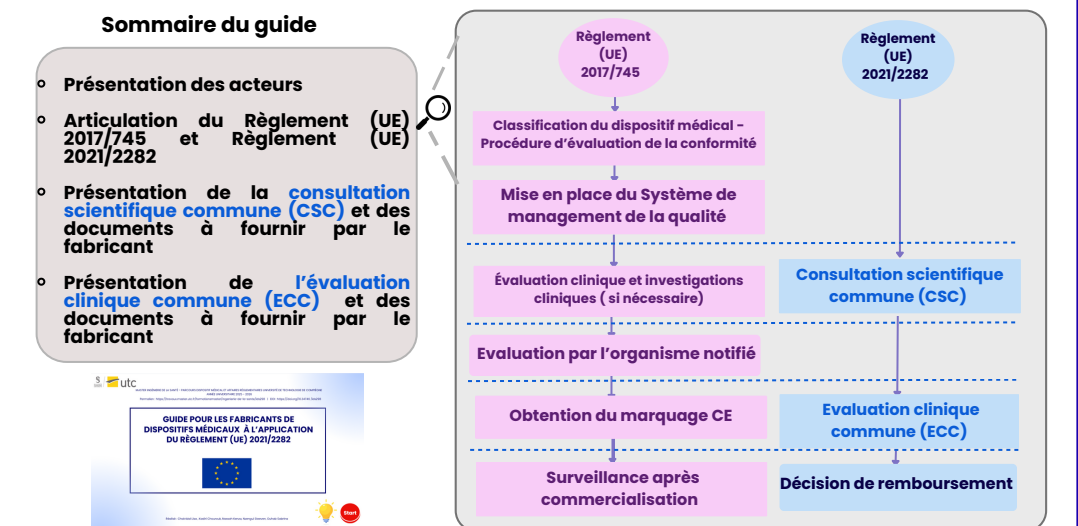 Sommaire du guide
Présentation des acteurs
Articulation du Règlement (UE)
2017/745 et Règlement (UE)
2021/2282
Présentation de la consultation
scientifique commune (CSC) et des
documents à fournir par le
fabricant
Présentation de l'évaluation
clinique commune (ECC) et des
documents à fournir par le
fabricant
utc
GUIDE POUR LES FABRICANTS DE
DISPOSITIFS MÉDICAUX À L'APPLICATION
DU RÈGLEMENT (UE) 2021/2282
Start
Règlement
(UE)
2017/745
Règlement
(UE)
2021/2282
Classification du dispositif médical -
Procédure d'évaluation de la conformité
Mise en place du Système de
management de la qualité
Évaluation clinique et investigations
cliniques ( si nécessaire)
Consultation scientifique
commune (CSC)
Evaluation par l'organisme notifié
Obtention du marquage CE
Evaluation clinique
commune (ECC)
Surveillance après
commercialisation
Décision de remboursement